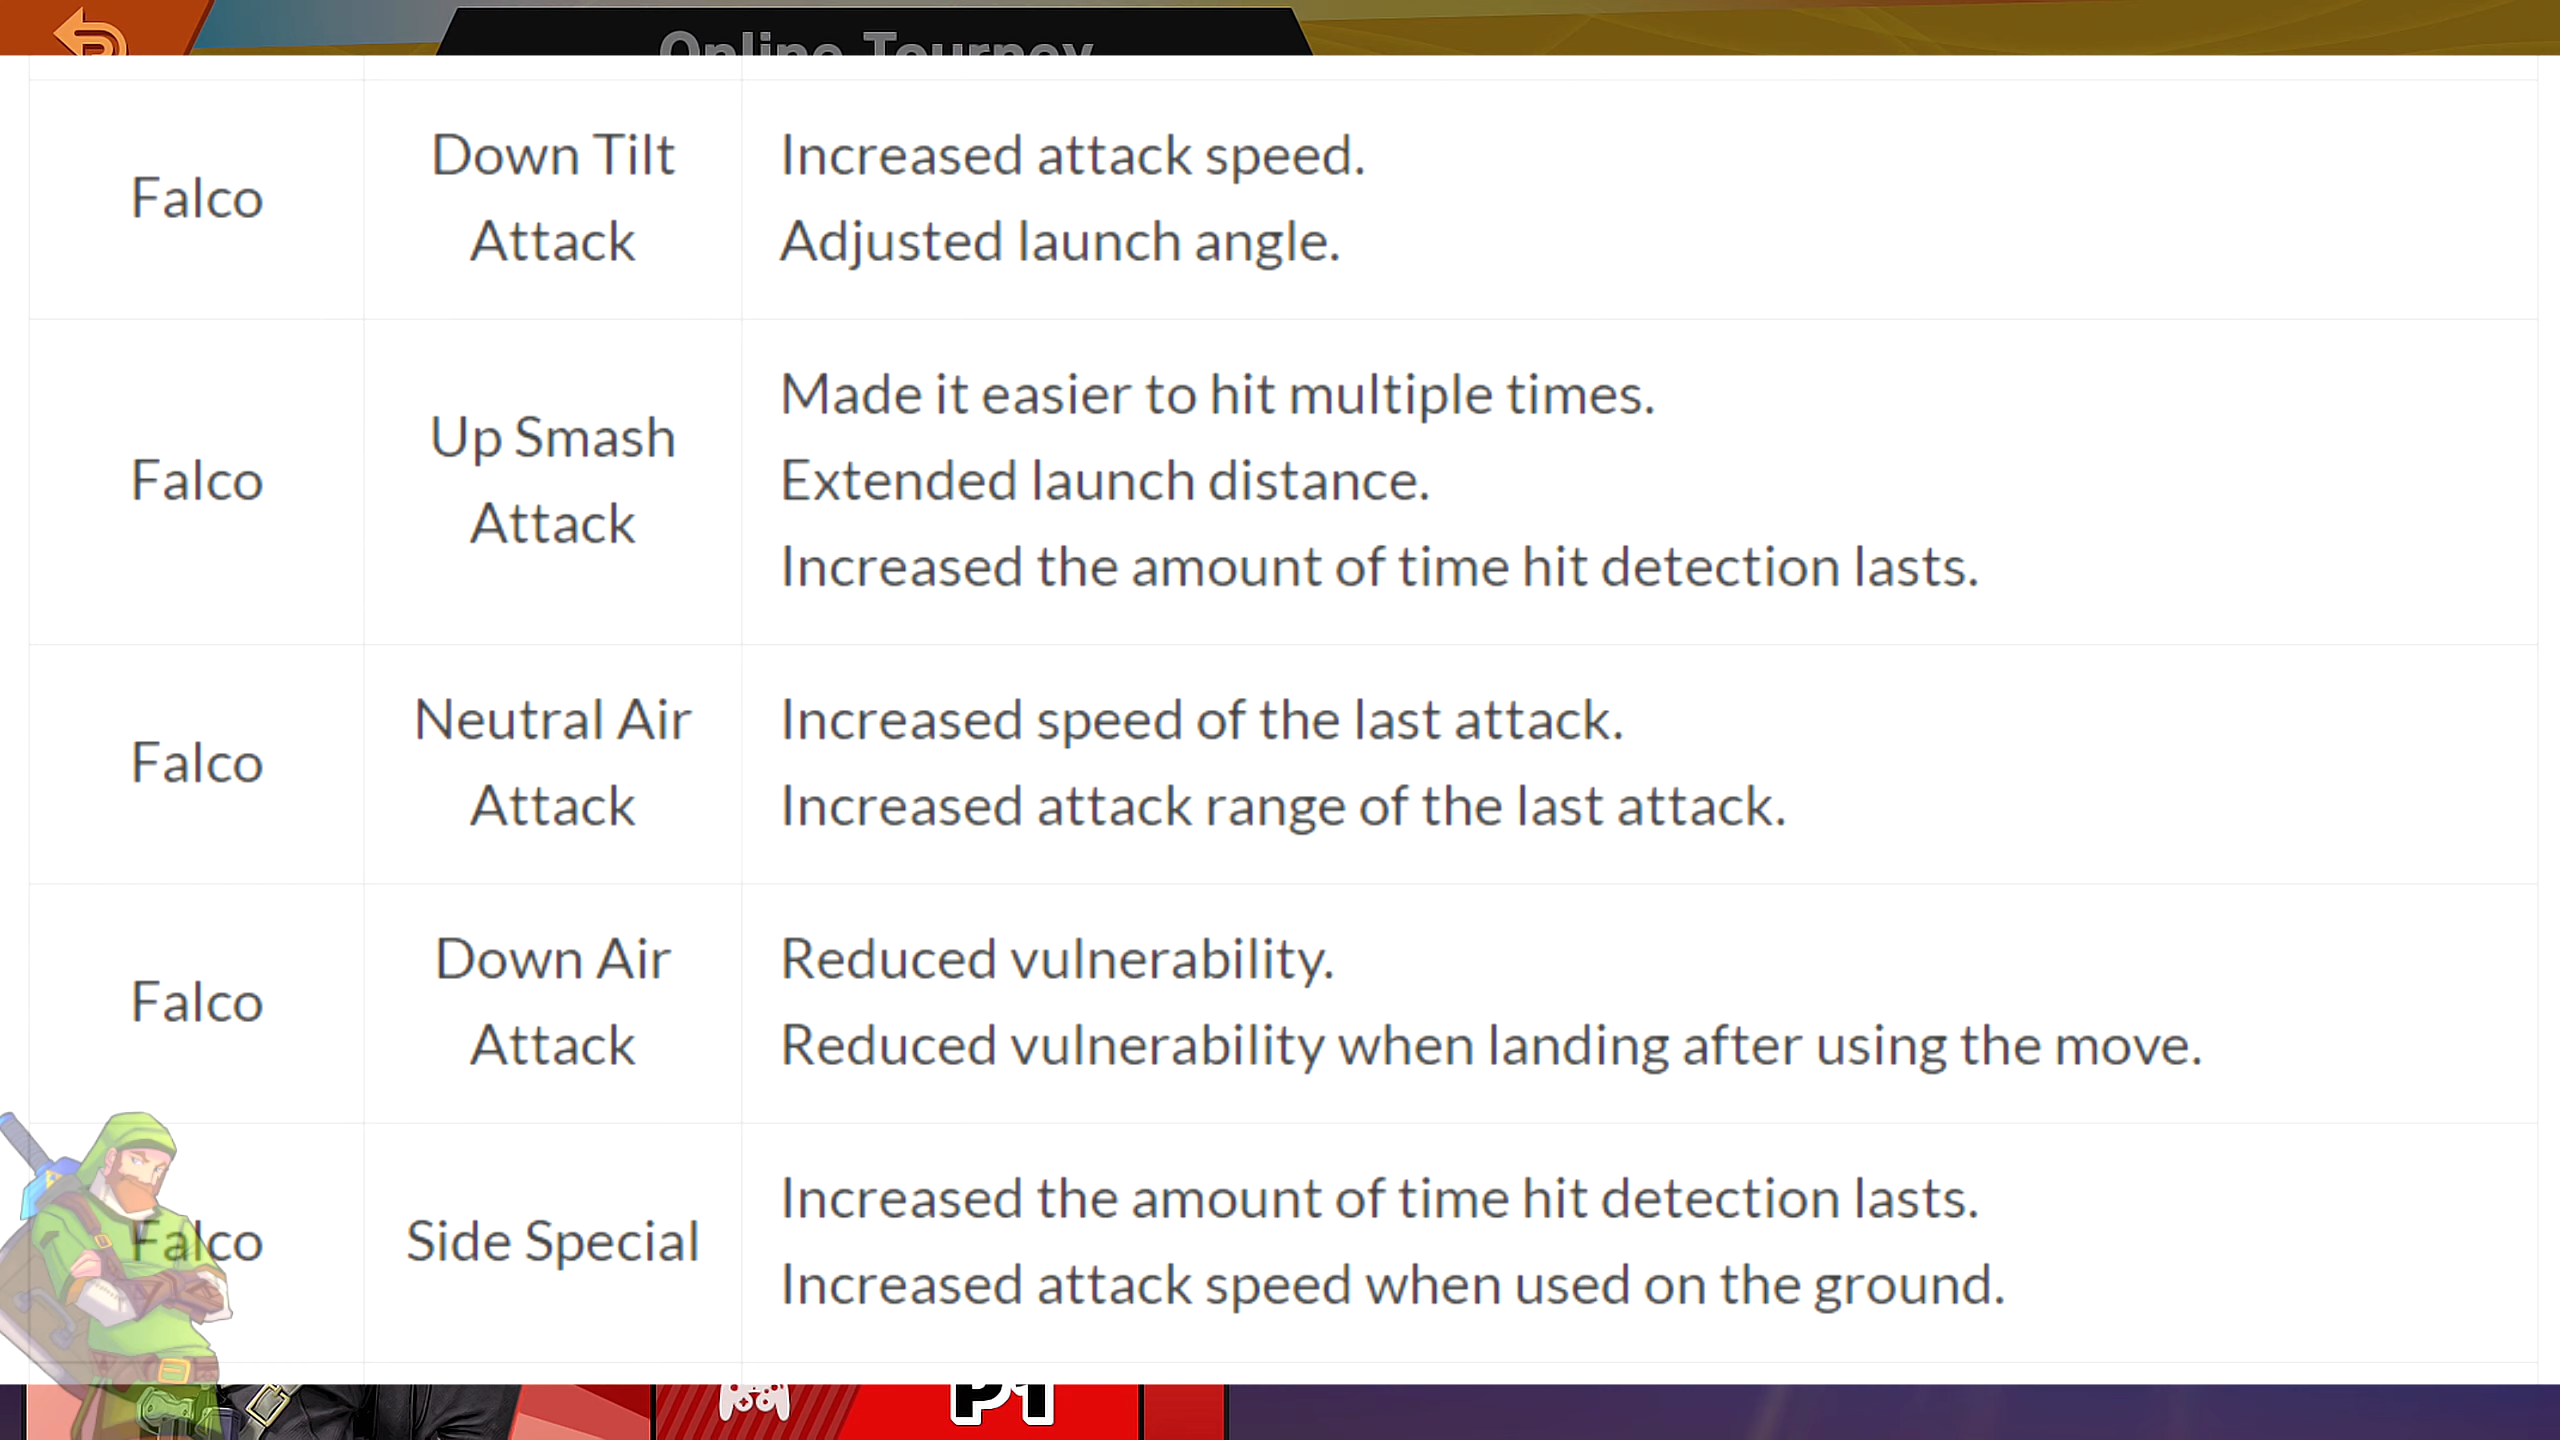 Online Tourney
Falco
Down Tilt
Attack
Increased attack speed.
Adjusted launch angle.
Falco
Up Smash
Attack
Made it easier to hit multiple times.
Extended launch distance.
Increased the amount of time hit detection lasts.
Falco
Neutral Air
Attack
Increased speed of the last attack.
Increased attack range of the last attack.
Falco
Down Air
Attack
Reduced vulnerability.
Reduced vulnerability when landing after using the move.
Falco
Side Special
Increased the amount of time hit detection lasts.
Increased attack speed when used on the ground.
P1